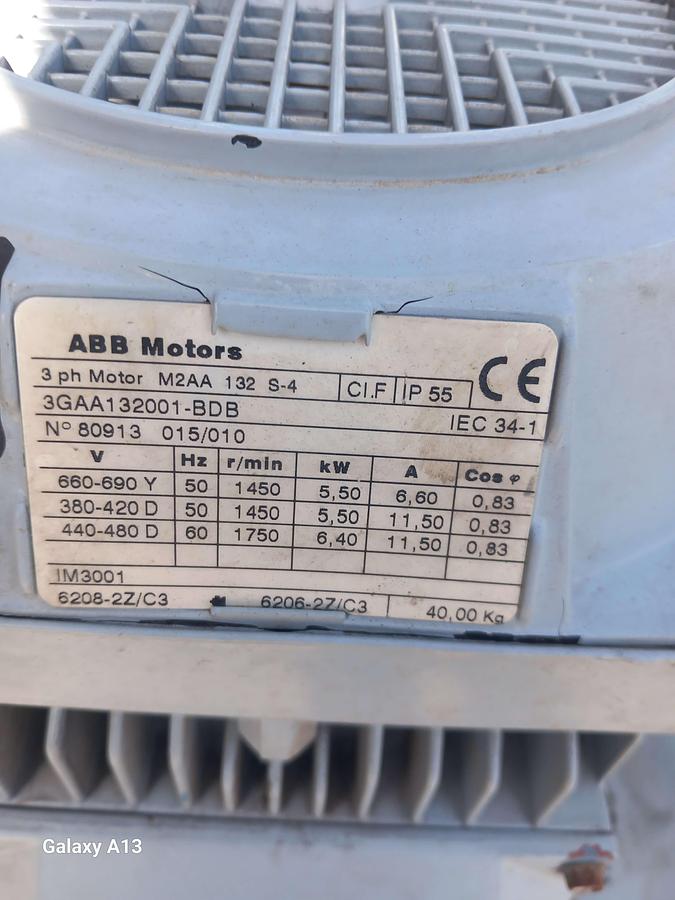 ABB Motors
CE
3 ph Motor M2AA 132 S-4 Cl.F IP 55
3GAA132001-BDB IEC 34-1
Nº 80913 015/010
V Hz r/min kW A Cos φ
660-690 Y 50 1450 5,50 6,60 0,83
380-420 D 50 1450 5,50 11,50 0,83
440-480 D 60 1750 6,40 11,50 0,83
IM3001
6208-2Z/C3 6206-2Z/C3 40,00 Kg
Galaxy A13